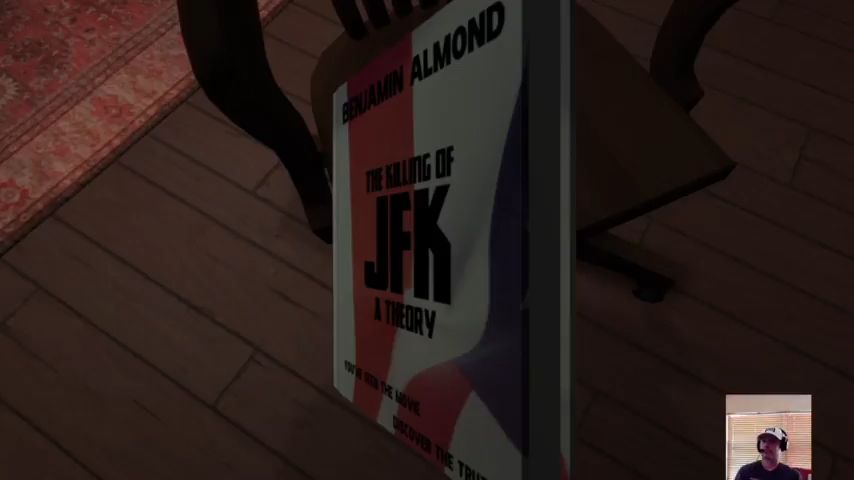 BENJAMIN ALMOND
THE KILLING OF
JFK
A THEORY
YOU'VE SEEN THE MOVIE
DISCOVER THE TRUTH